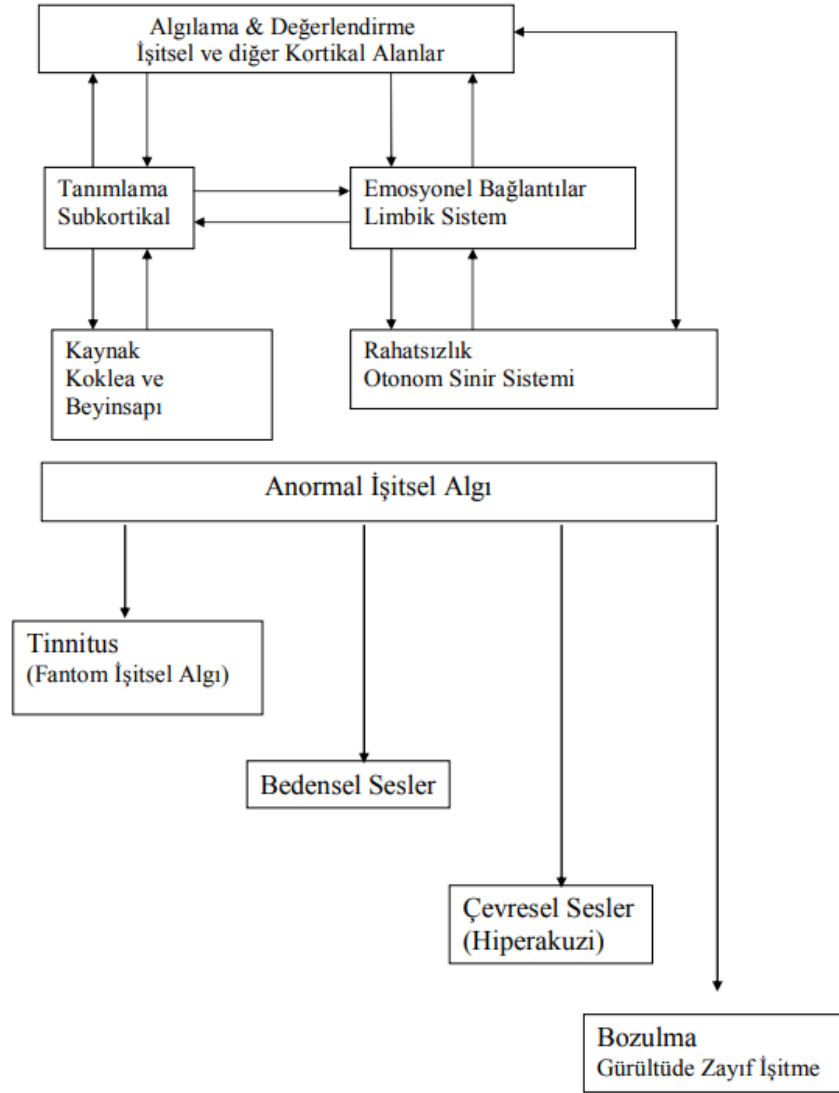 Algılama & Değerlendirme
İşitsel ve diğer Kortikal Alanlar
Tanımlama
Subkortikal
Emosyonel Bağlantılar
Limbik Sistem
Kaynak
Koklea ve
Beyinsapı
Rahatsızlık
Otonom Sinir Sistemi
Anormal İşitsel Algı
Tinnitus
(Fantom İşitsel Algı)
Bedensel Sesler
Çevresel Sesler
(Hiperakuzi)
Bozulma
Gürültüde Zayıf İşitme